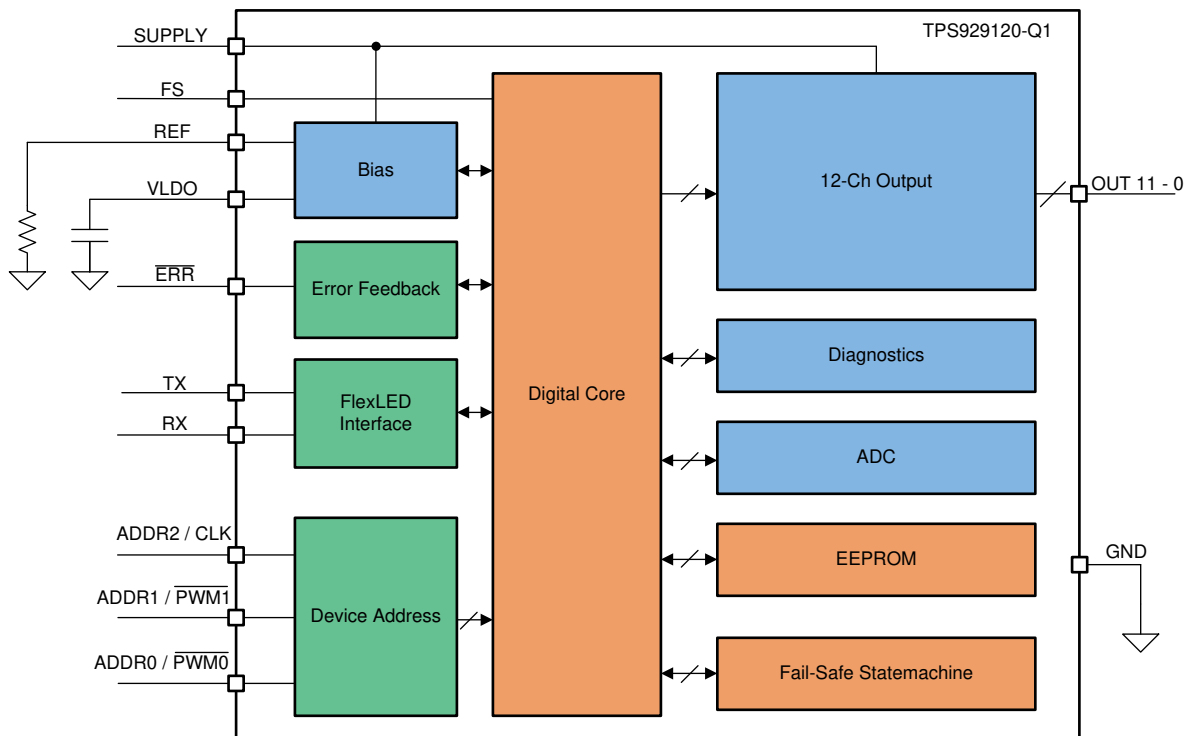 TPS929120-Q1
SUPPLY
FS
REF
VLDO
ERR
TX
RX
ADDR2 / CLK
ADDR1 / PWM1
ADDR0 / PWM0
Bias
Error Feedback
FlexLED
Interface
Device Address
Digital Core
12-Ch Output
Diagnostics
ADC
EEPROM
Fail-Safe Statemachine
OUT 11 - 0
GND